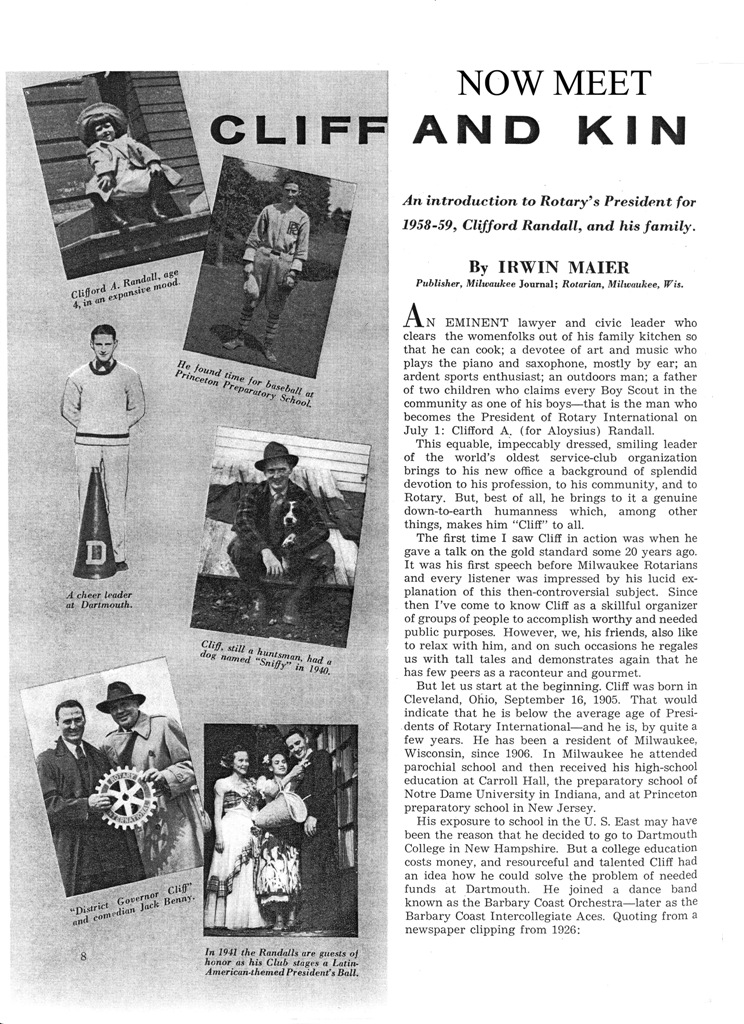 NOW MEET
CLIFF AND KIN
Clifford A. Randall, age
4, in an expansive mood.
He found time for baseball at
Princeton Preparatory School.
D
A cheer leader
at Dartmouth.
Cliff, still a huntsman, had a
dog named "Sniffy" in 1940.
ROTARY
INTERNATIONAL
"District Governor Cliff"
and comedian Jack Benny.
In 1941 the Randalls are guests of
honor as his Club stages a Latin-
American-themed President's Ball.
8
An introduction to Rotary's President for
1958-59, Clifford Randall, and his family.
By IRWIN MAIER
Publisher, Milwaukee Journal; Rotarian, Milwaukee, Wis.
AN EMINENT lawyer and civic leader who
clears the womenfolks out of his family kitchen so
that he can cook; a devotee of art and music who
plays the piano and saxophone, mostly by ear; an
ardent sports enthusiast; an outdoors man; a father
of two children who claims every Boy Scout in the
community as one of his boys—that is the man who
becomes the President of Rotary International on
July 1: Clifford A. (for Aloysius) Randall.
This equable, impeccably dressed, smiling leader
of the world's oldest service-club organization
brings to his new office a background of splendid
devotion to his profession, to his community, and to
Rotary. But, best of all, he brings to it a genuine
down-to-earth humanness which, among other
things, makes him "Cliff" to all.
The first time I saw Cliff in action was when he
gave a talk on the gold standard some 20 years ago.
It was his first speech before Milwaukee Rotarians
and every listener was impressed by his lucid ex-
planation of this then-controversial subject. Since
then I've come to know Cliff as a skillful organizer
of groups of people to accomplish worthy and needed
public purposes. However, we, his friends, also like
to relax with him, and on such occasions he regales
us with tall tales and demonstrates again that he
has few peers as a raconteur and gourmet.
But let us start at the beginning. Cliff was born in
Cleveland, Ohio, September 16, 1905. That would
indicate that he is below the average age of Presi-
dents of Rotary International—and he is, by quite a
few years. He has been a resident of Milwaukee,
Wisconsin, since 1906. In Milwaukee he attended
parochial school and then received his high-school
education at Carroll Hall, the preparatory school of
Notre Dame University in Indiana, and at Princeton
preparatory school in New Jersey.
His exposure to school in the U. S. East may have
been the reason that he decided to go to Dartmouth
College in New Hampshire. But a college education
costs money, and resourceful and talented Cliff had
an idea how he could solve the problem of needed
funds at Dartmouth. He joined a dance band
known as the Barbary Coast Orchestra—later as the
Barbary Coast Intercollegiate Aces. Quoting from a
newspaper clipping from 1926: